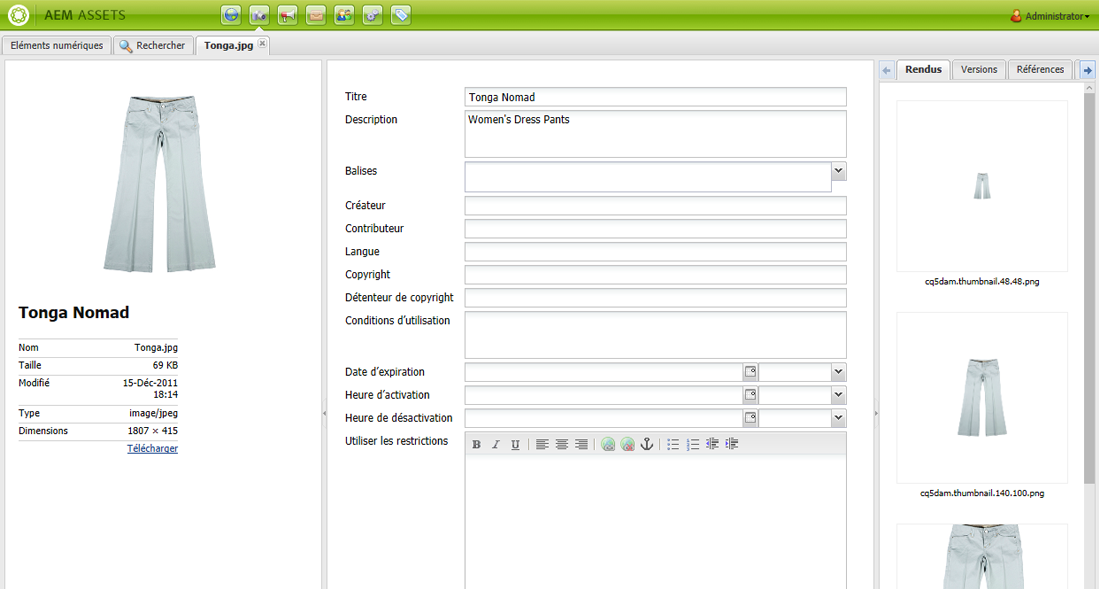 AEM ASSETS
Administrator
Eléments numériques
Rechercher
Tonga.jpg
Tonga Nomad
Nom Tonga.jpg
Taille 69 KB
Modifié 15-Déc-2011
18:14
Type image/jpeg
Dimensions 1807 × 415
Télécharger
Titre Tonga Nomad
Description Women's Dress Pants
Balises
Créateur
Contributeur
Langue
Copyright
Détenteur de copyright
Conditions d'utilisation
Date d'expiration
Heure d'activation
Heure de désactivation
Utiliser les restrictions B I U
Rendus Versions Références
cq5dam.thumbnail.48.48.png
cq5dam.thumbnail.140.100.png